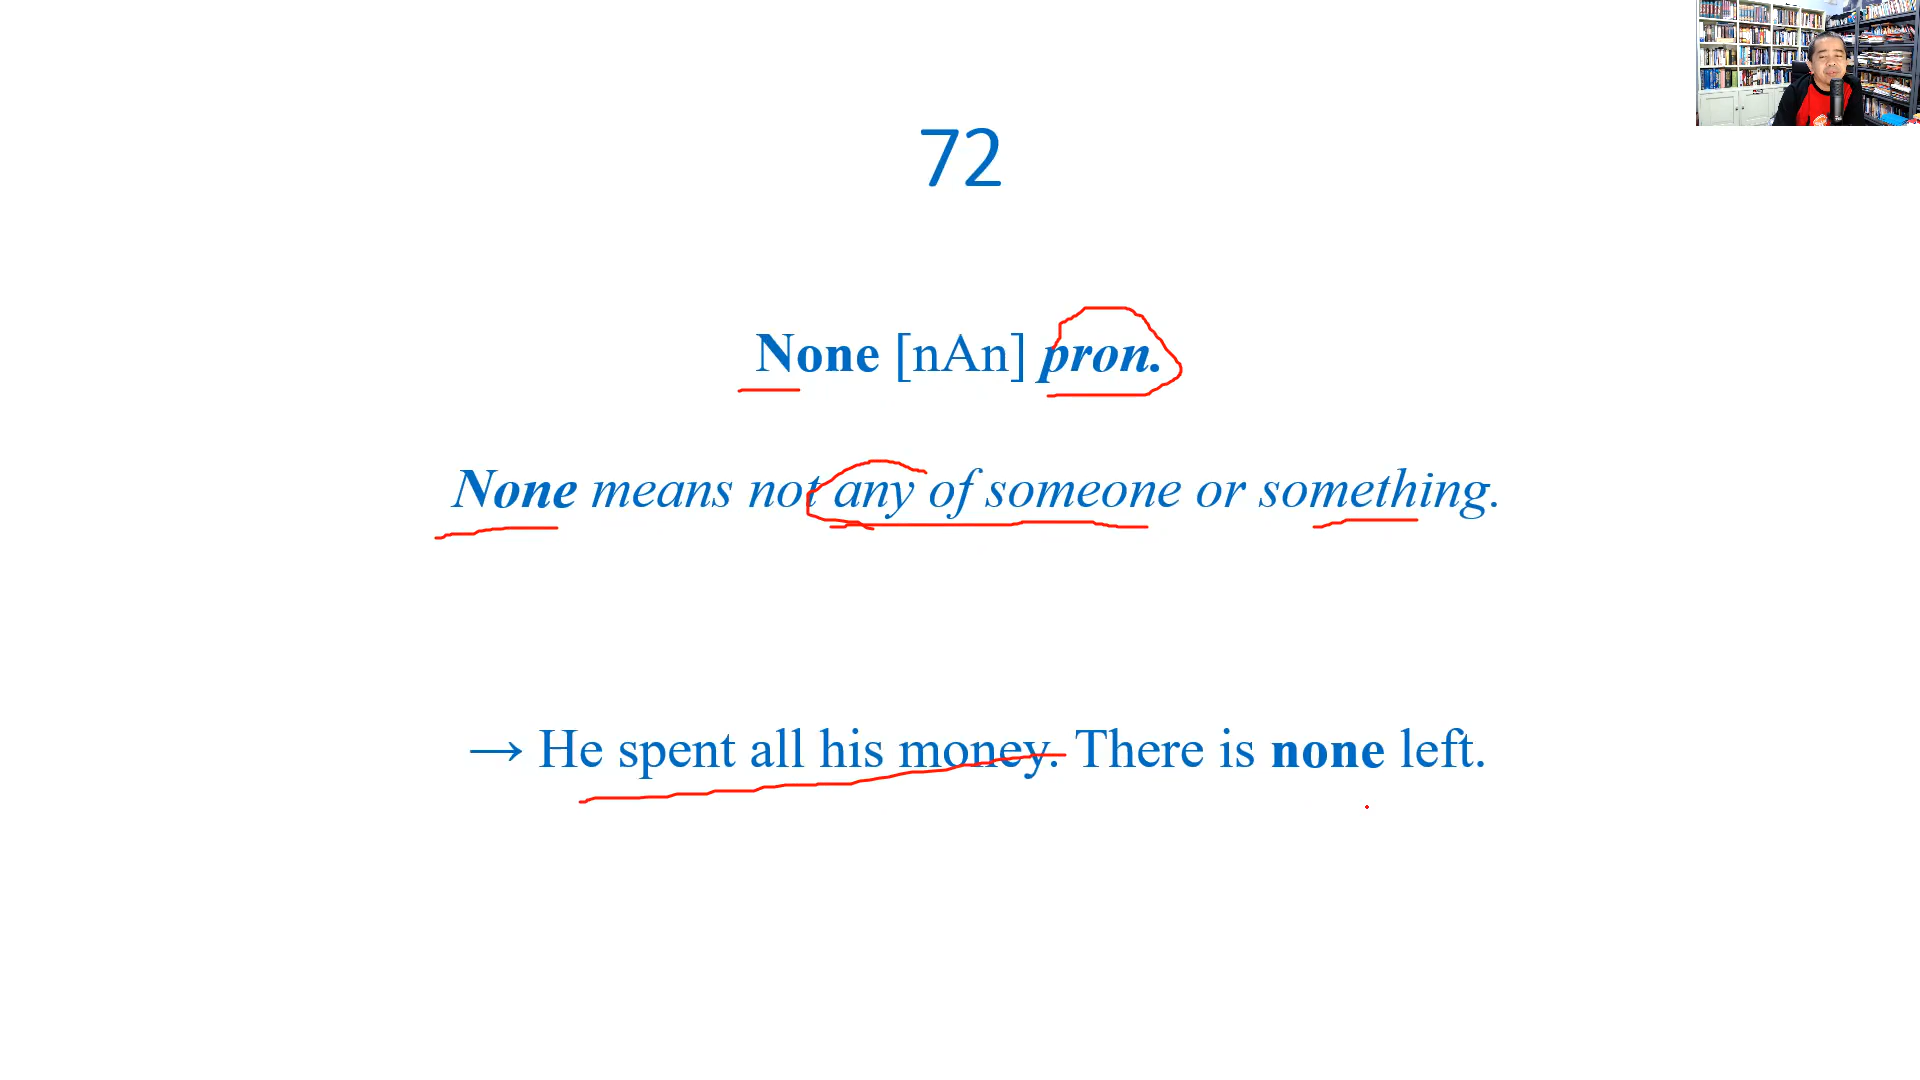 72
None [nAn] pron.
None means not any of someone or something.
→ He spent all his money. There is none left.